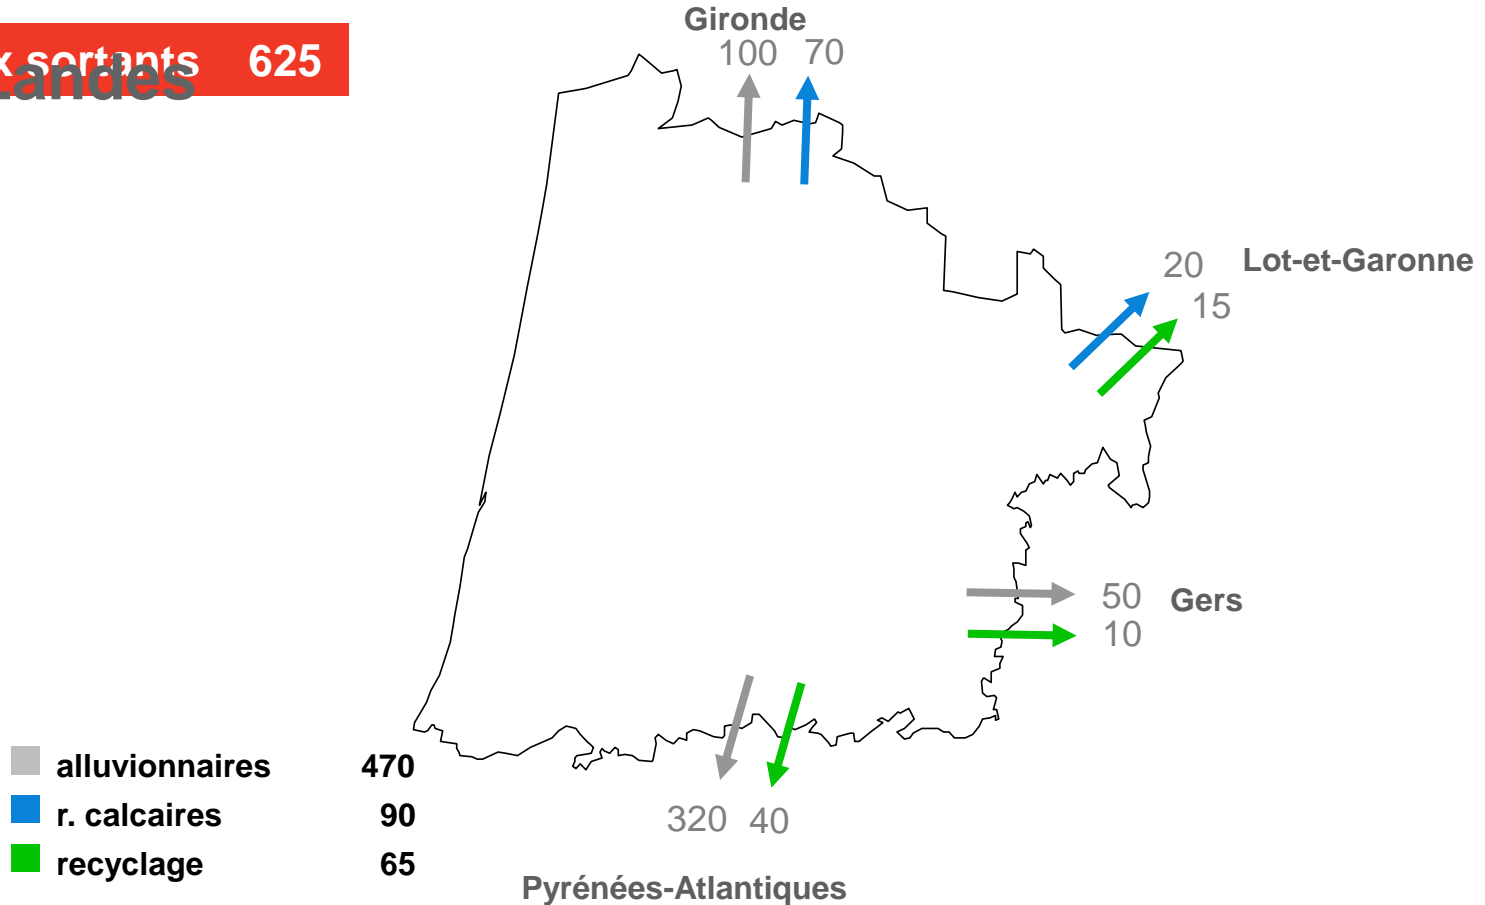 Gironde
x sortants 625
Landes
100 70
20 Lot-et-Garonne
15
50 Gers
10
alluvionnaires 470
r. calcaires 90
recyclage 65
320 40
Pyrénées-Atlantiques